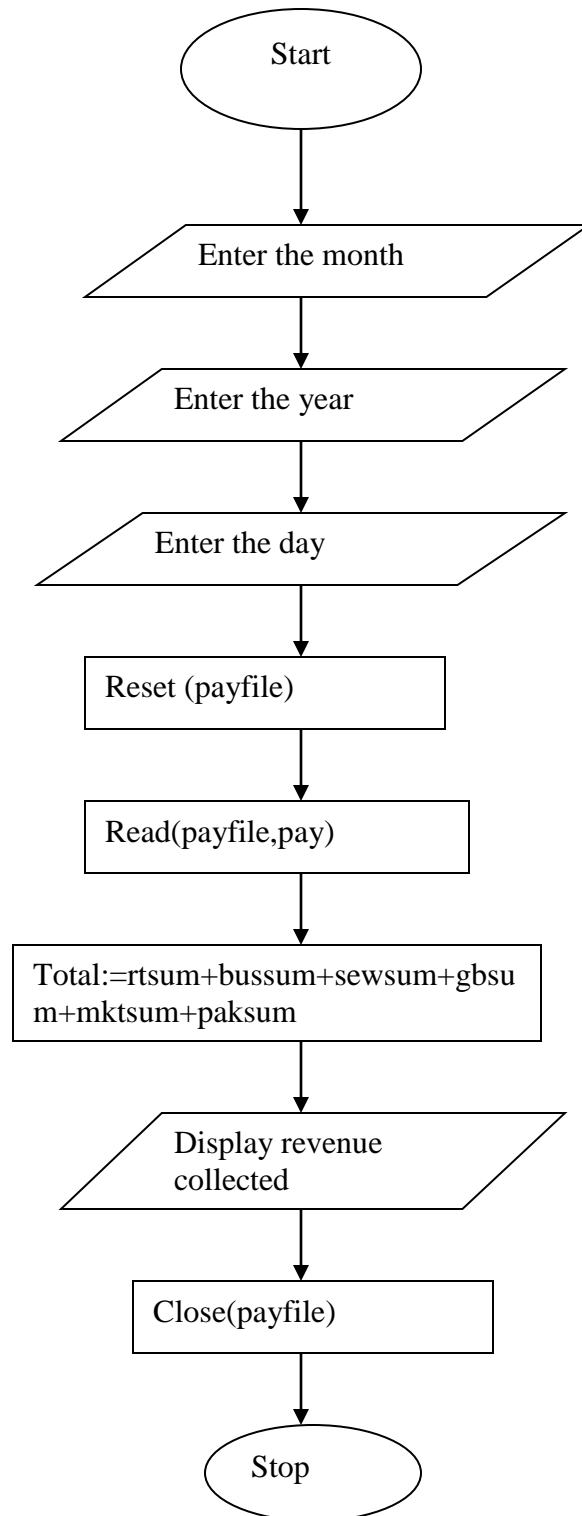 Start
Enter the month
Enter the year
Enter the day
Reset (payfile)
Read(payfile,pay)
Total:=rtsum+bussum+sewsum+gbsu
m+mktsum+paksum
Display revenue
collected
Close(payfile)
Stop